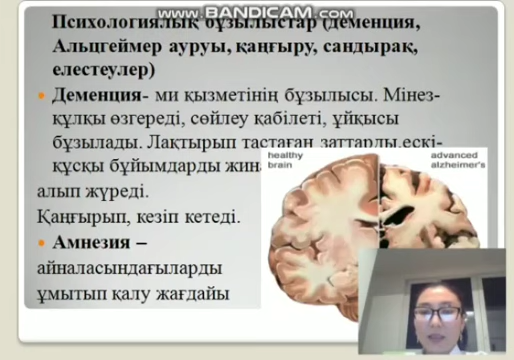 www.BANDICAM.com
Психологиялық бұзылыстар (деменция,
Альцгеймер ауруы, қаңғыру, сандырақ,
елестеулер)
Деменция- ми қызметінің бұзылысы. Мінез-
құлқы өзгереді, сөйлеу қабілеті, ұйқысы
бұзылады. Лақтырып тастаған заттарды,ескі-
құсқы бұйымдарды
алып жүреді.
Қаңғырып, кезіп кетеді.
Амнезия –
айналасындағыларды
ұмытып қалу жағдайы
healthy
brain
advanced
alzheimer's